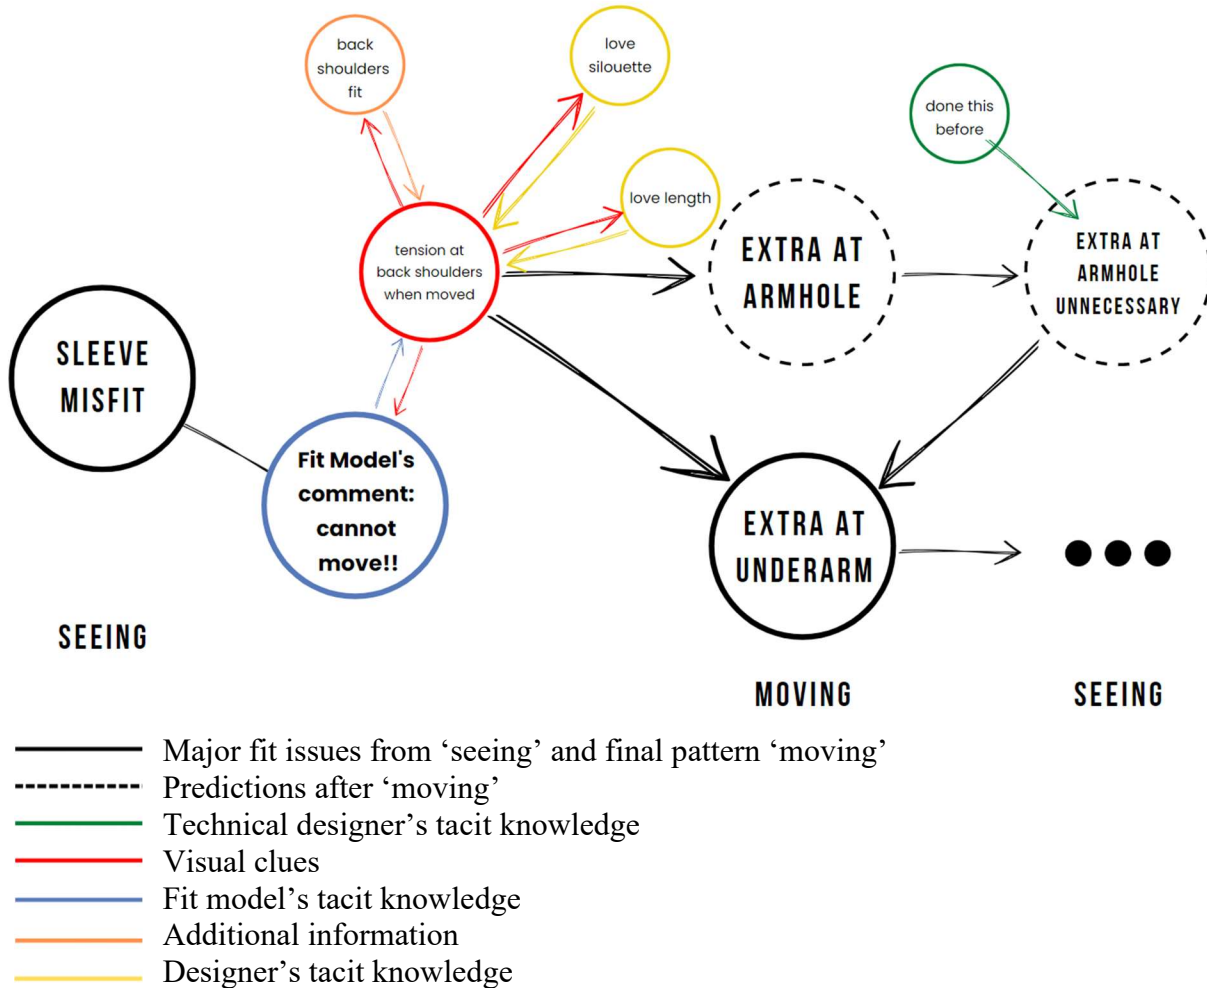 back
shoulders
fit
love
silouette
done this
before
love length
tension at
back shoulders
when moved
EXTRA AT
ARMHOLE
EXTRA AT
ARMHOLE
UNNECESSARY
SLEEVE
MISFIT
Fit Model's
comment:
cannot
move!!
EXTRA AT
UNDERARM
SEEING
MOVING
SEEING
Major fit issues from ‘seeing’ and final pattern ‘moving’
Predictions after ‘moving’
Technical designer’s tacit knowledge
Visual clues
Fit model’s tacit knowledge
Additional information
Designer’s tacit knowledge